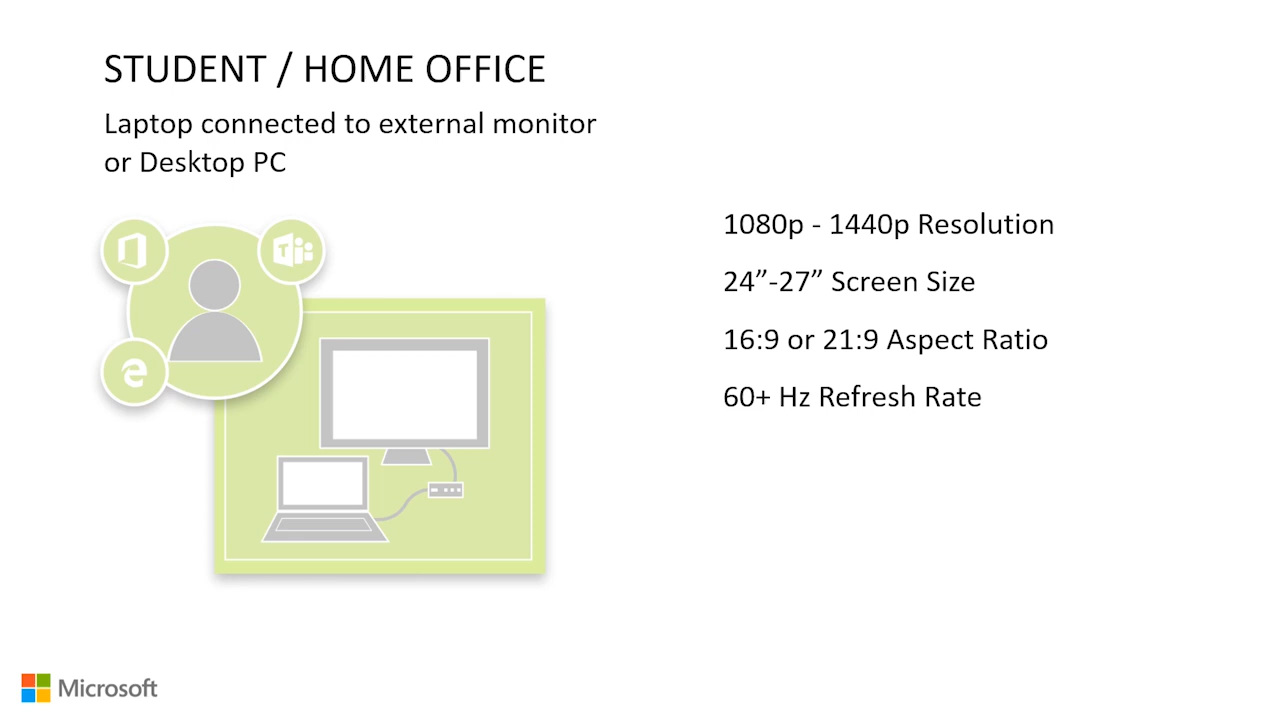 STUDENT / HOME OFFICE
Laptop connected to external monitor
or Desktop PC
1080p - 1440p Resolution
24”-27” Screen Size
16:9 or 21:9 Aspect Ratio
60+ Hz Refresh Rate
Microsoft